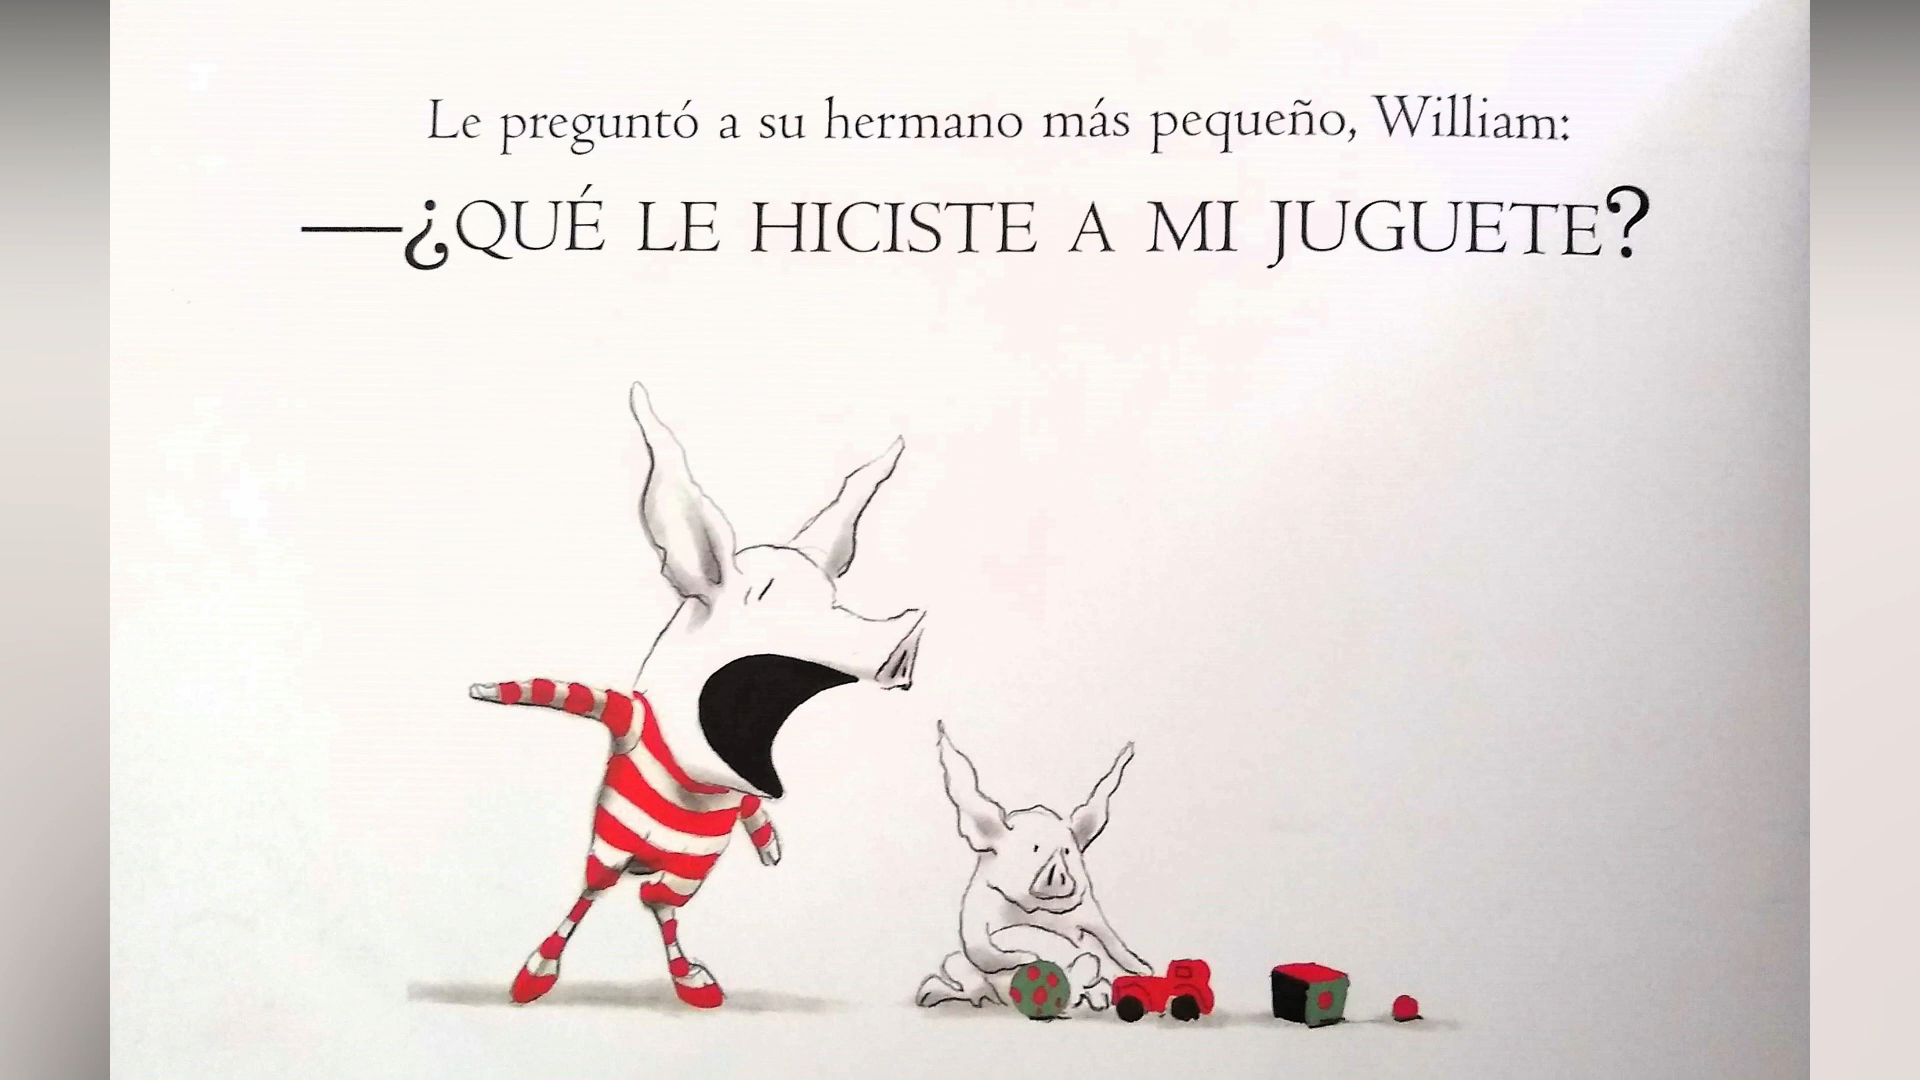 Le preguntó a su hermano más pequeño, William:
—¿QUÉ LE HICISTE A MI JUGUETE?